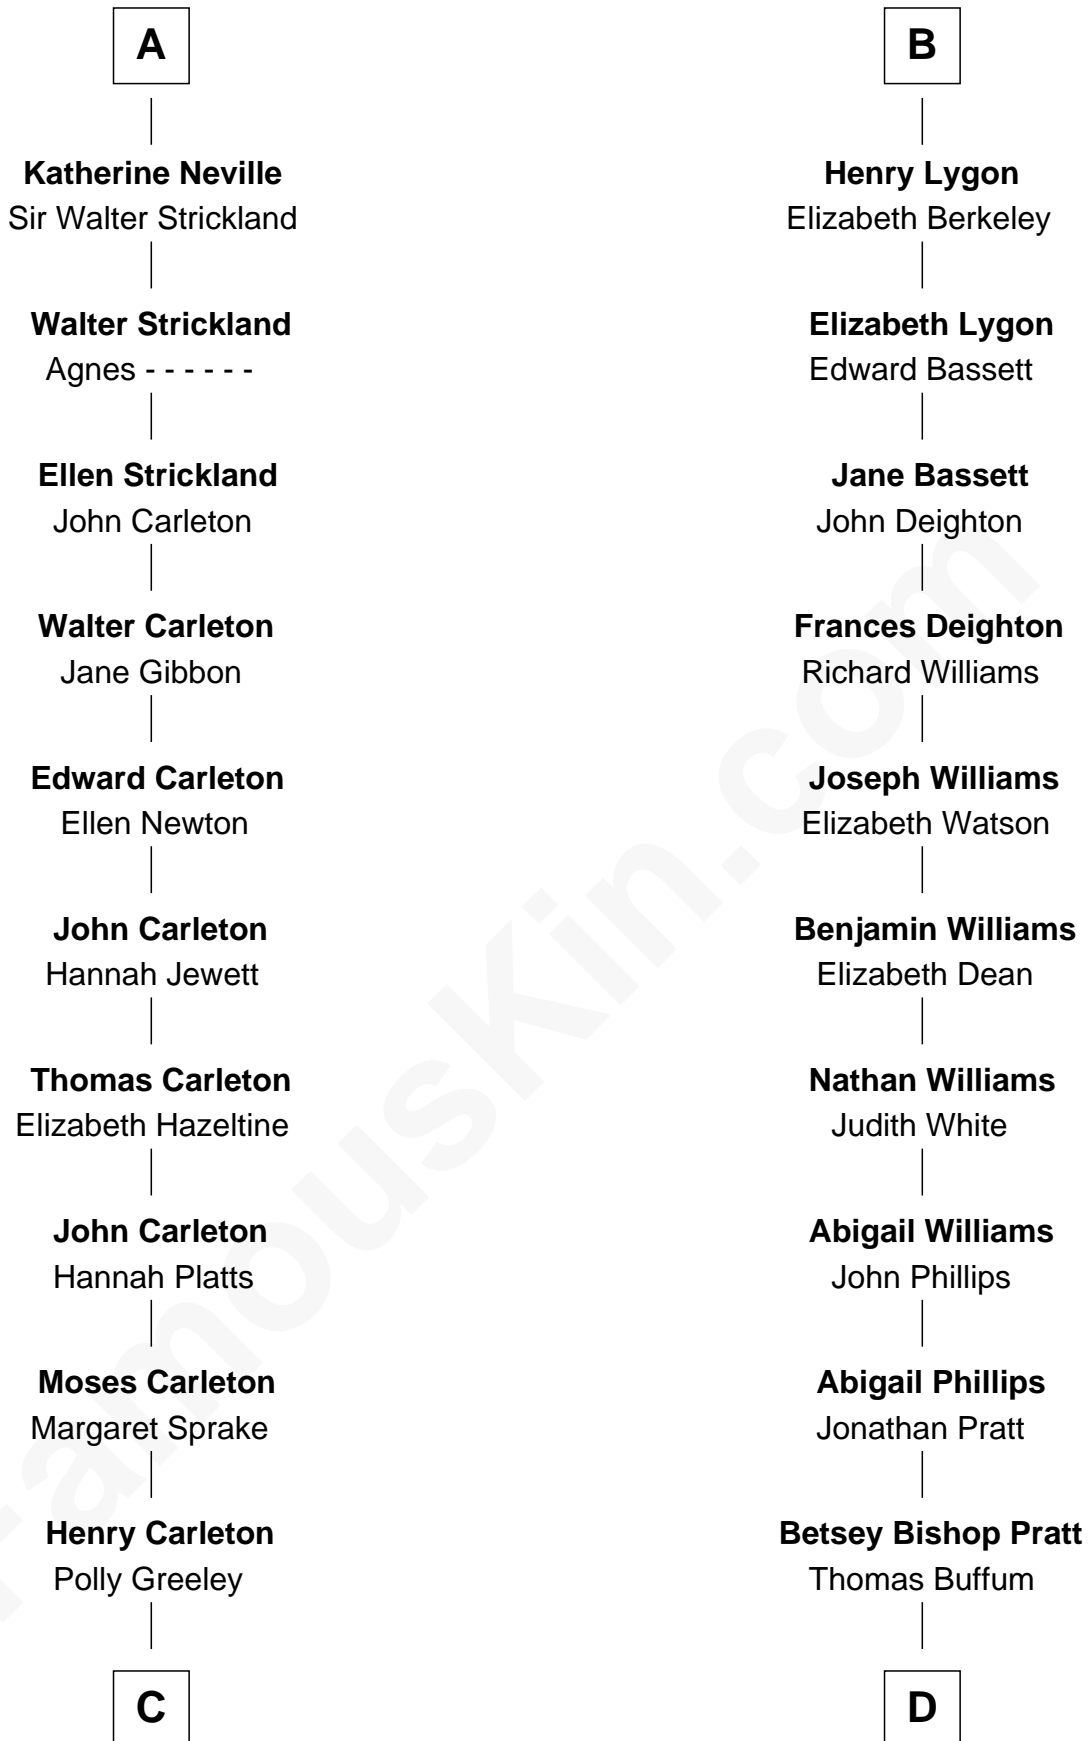 A
Katherine Neville
Sir Walter Strickland
Walter Strickland
Agnes - - - - - -
Ellen Strickland
John Carleton
Walter Carleton
Jane Gibbon
Edward Carleton
Ellen Newton
John Carleton
Hannah Jewett
Thomas Carleton
Elizabeth Hazeltine
John Carleton
Hannah Platts
Moses Carleton
Margaret Sprake
Henry Carleton
Polly Greeley
C
B
Henry Lygon
Elizabeth Berkeley
Elizabeth Lygon
Edward Bassett
Jane Bassett
John Deighton
Frances Deighton
Richard Williams
Joseph Williams
Elizabeth Watson
Benjamin Williams
Elizabeth Dean
Nathan Williams
Judith White
Abigail Williams
John Phillips
Abigail Phillips
Jonathan Pratt
Betsey Bishop Pratt
Thomas Buffum
D
FamousKin.com